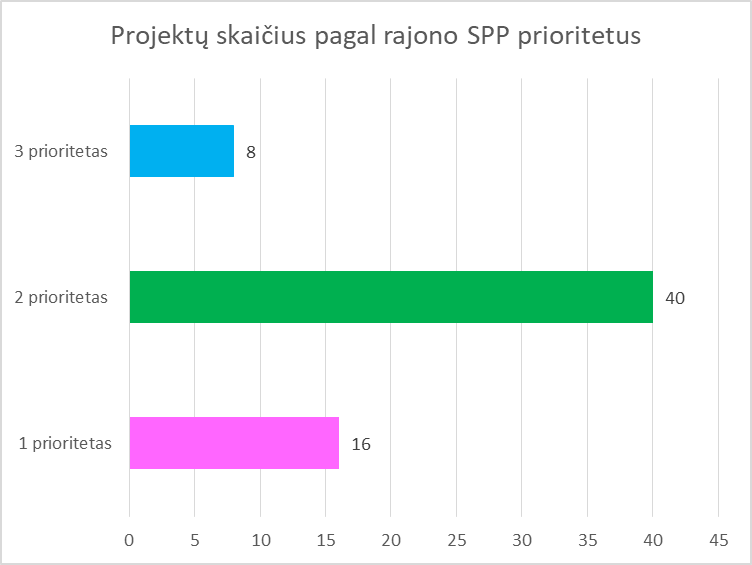 Projektų skaičius pagal rajono SPP prioritetus
3 prioritetas
8
2 prioritetas
40
1 prioritetas
16
0 5 10 15 20 25 30 35 40 45